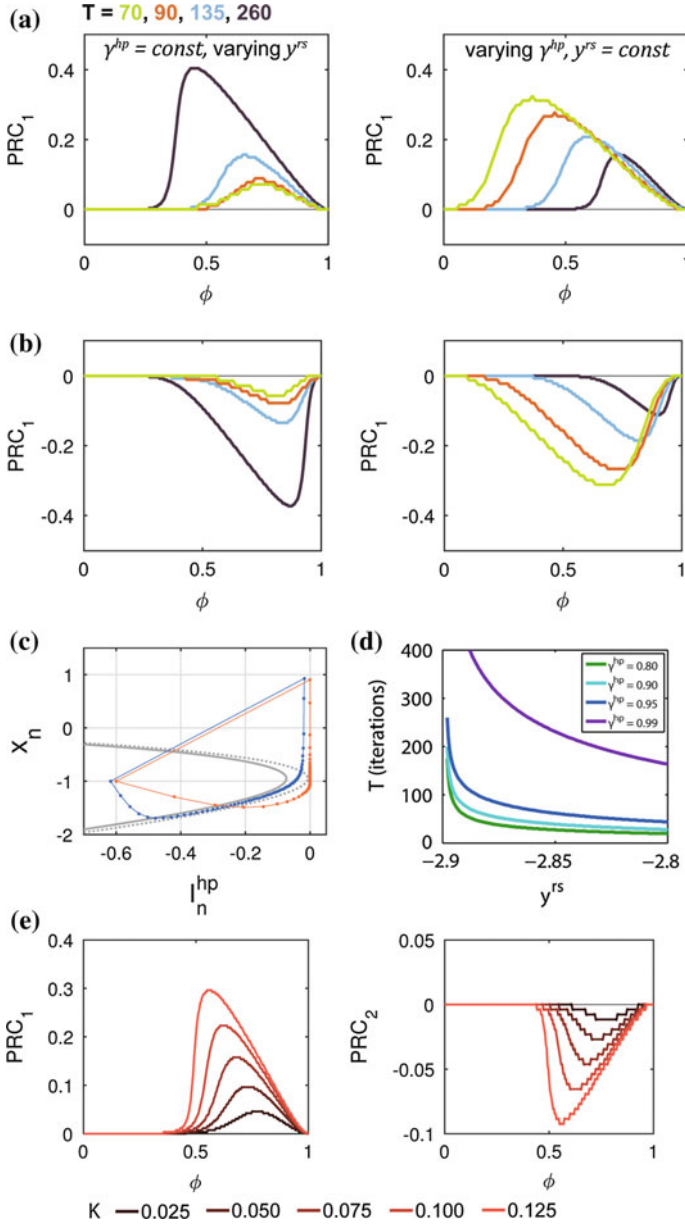 (a) T = 70, 90, 135, 260
γ^hp = const, varying y^rs
varying γ^hp, y^rs = const
PRC₁
0.4
0.2
0
0 0.5 1
ϕ
PRC₁
0.4
0.2
0
0 0.5 1
ϕ
(b)
PRC₁
0
-0.2
-0.4
0 0.5 1
ϕ
PRC₁
0
-0.2
-0.4
0 0.5 1
ϕ
(c)
X_n
1
0
-1
-2
-0.6 -0.4 -0.2 0
I_n^hp
(d)
T (iterations)
400
300
200
100
0
γ^hp = 0.80
γ^hp = 0.90
γ^hp = 0.95
γ^hp = 0.99
−2.9 −2.85 −2.8
y^rs
(e)
PRC₁
0.4
0.3
0.2
0.1
0
0 0.5 1
ϕ
PRC₂
0.05
0
-0.05
-0.1
0 0.5 1
ϕ
K 0.025 0.050 0.075 0.100 0.125